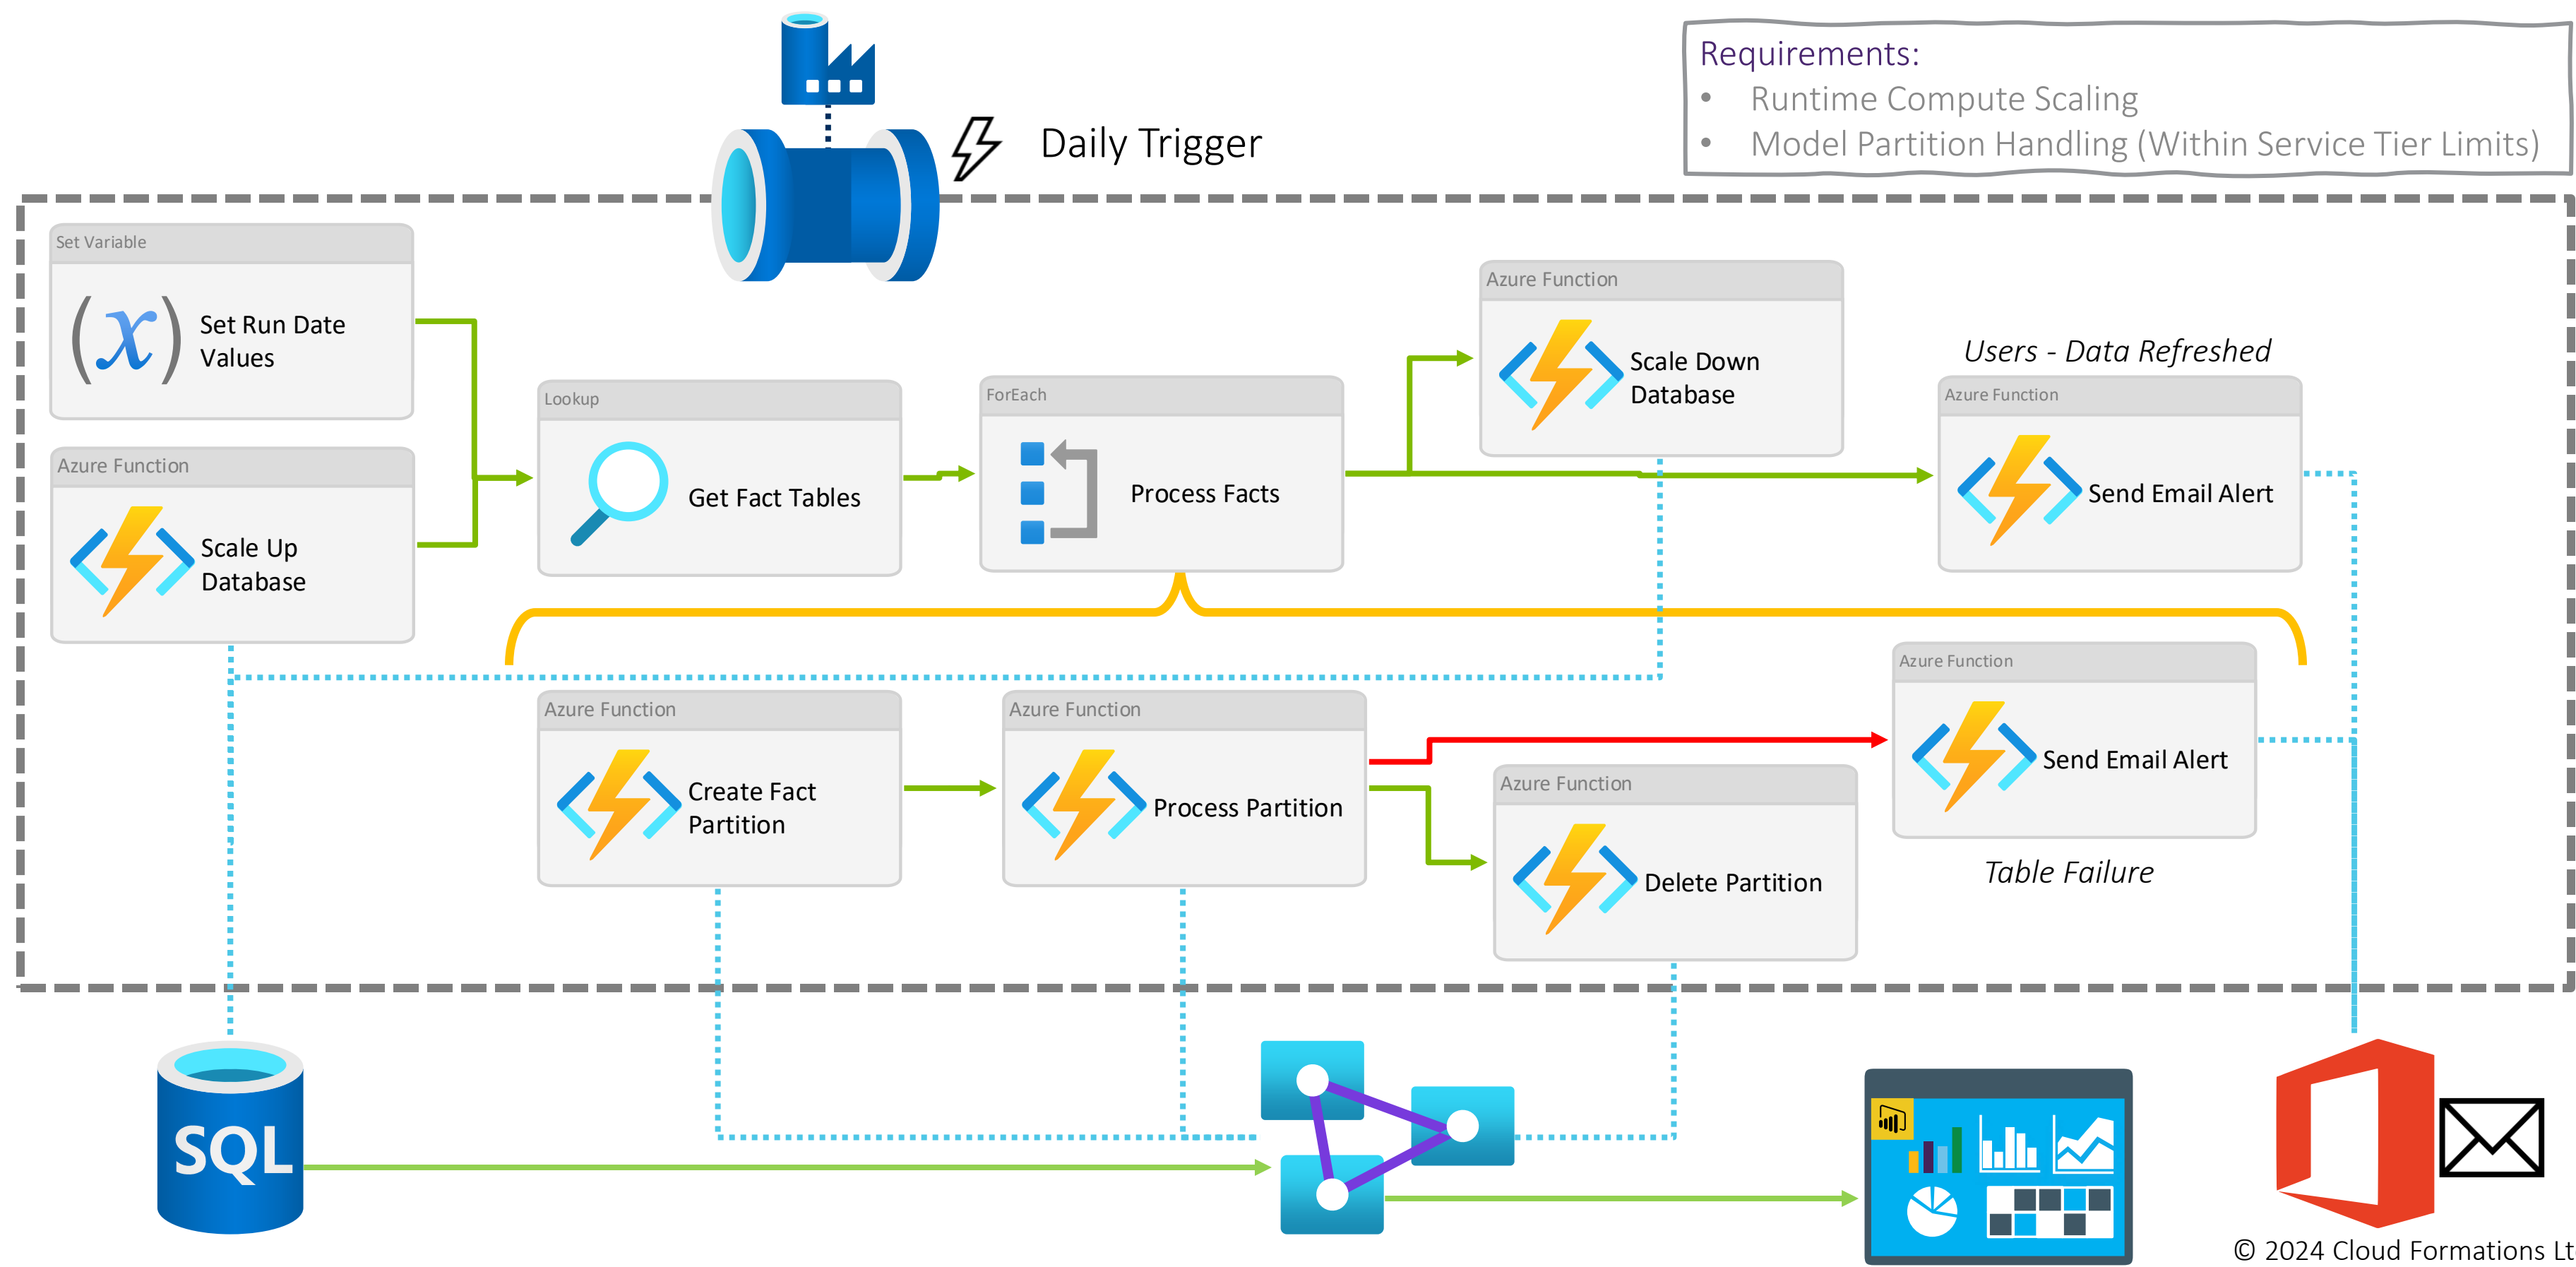 Requirements:
• Runtime Compute Scaling
• Model Partition Handling (Within Service Tier Limits)
Daily Trigger
Set Variable
Set Run Date
Values
Azure Function
Scale Up
Database
Lookup
Get Fact Tables
ForEach
Process Facts
Azure Function
Scale Down
Database
Users - Data Refreshed
Azure Function
Send Email Alert
Azure Function
Create Fact
Partition
Azure Function
Process Partition
Azure Function
Delete Partition
Azure Function
Send Email Alert
Table Failure
SQL
© 2024 Cloud Formations Lt